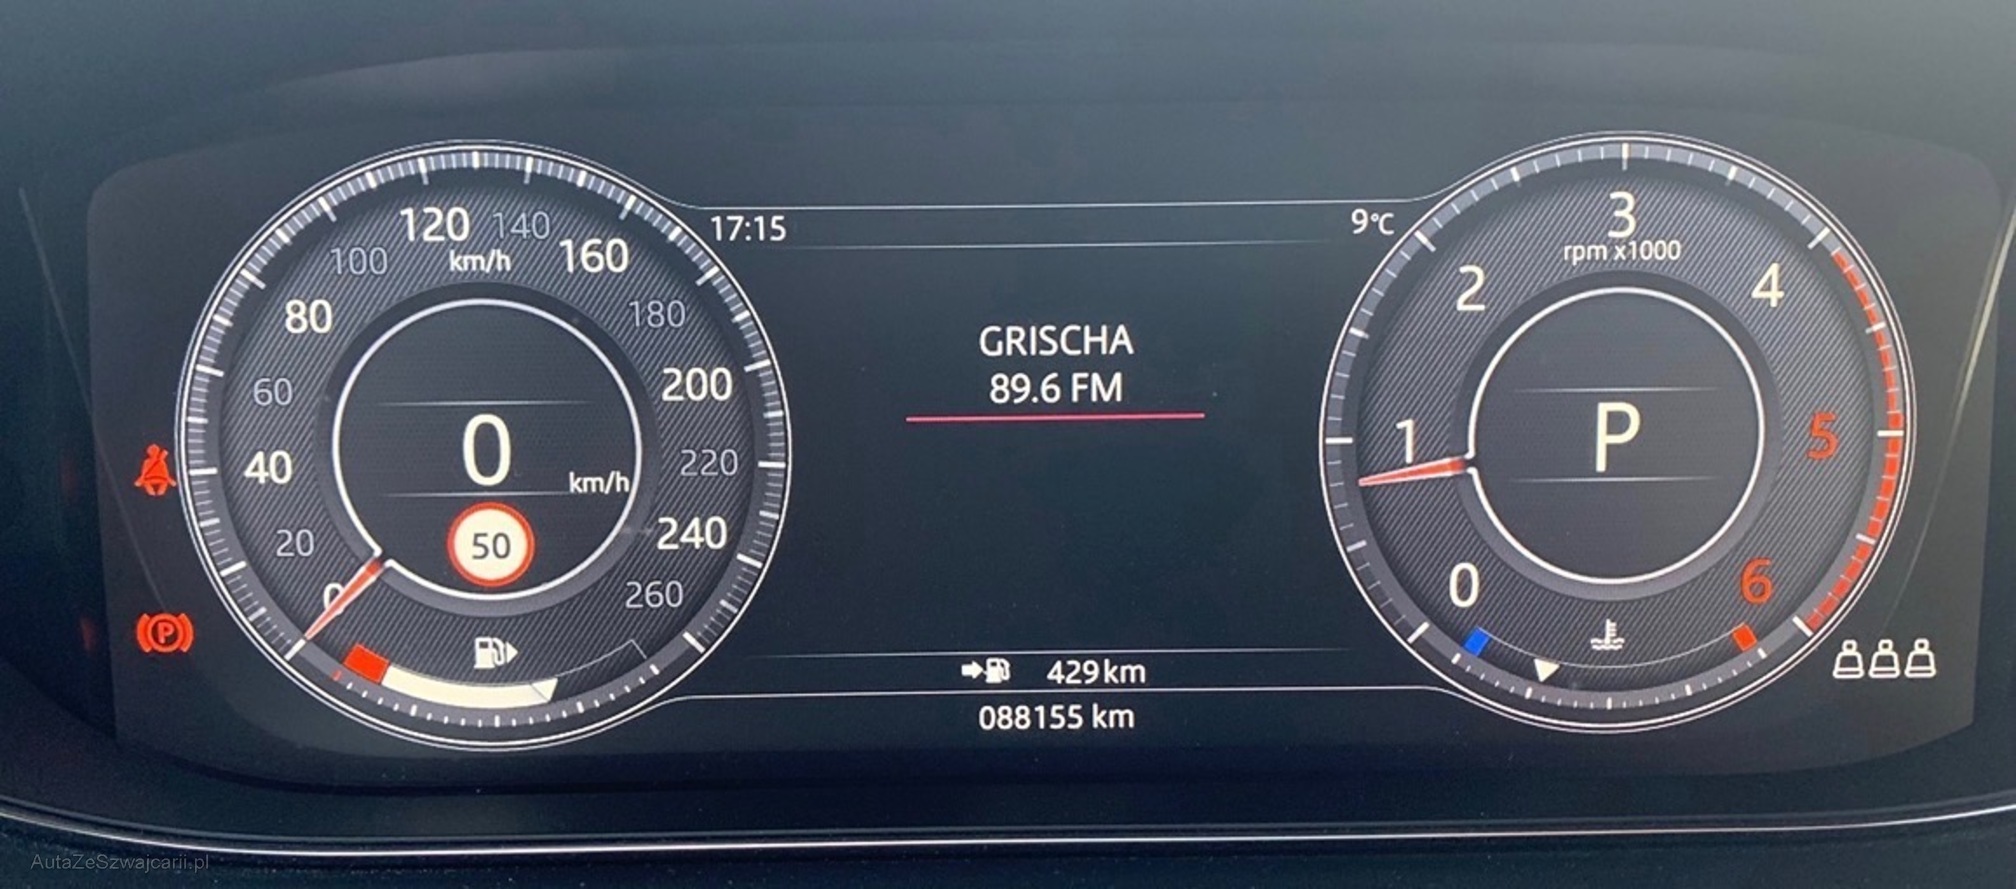 17:15
9°C
0
20
40
60
80
100
120
140
160
180
200
220
240
260
km/h
0
km/h
50
GRISCHA
89.6 FM
429 km
088155 km
0
1
2
3
4
5
6
rpm x1000
P
P
AutaZeSzwajcarii.pl